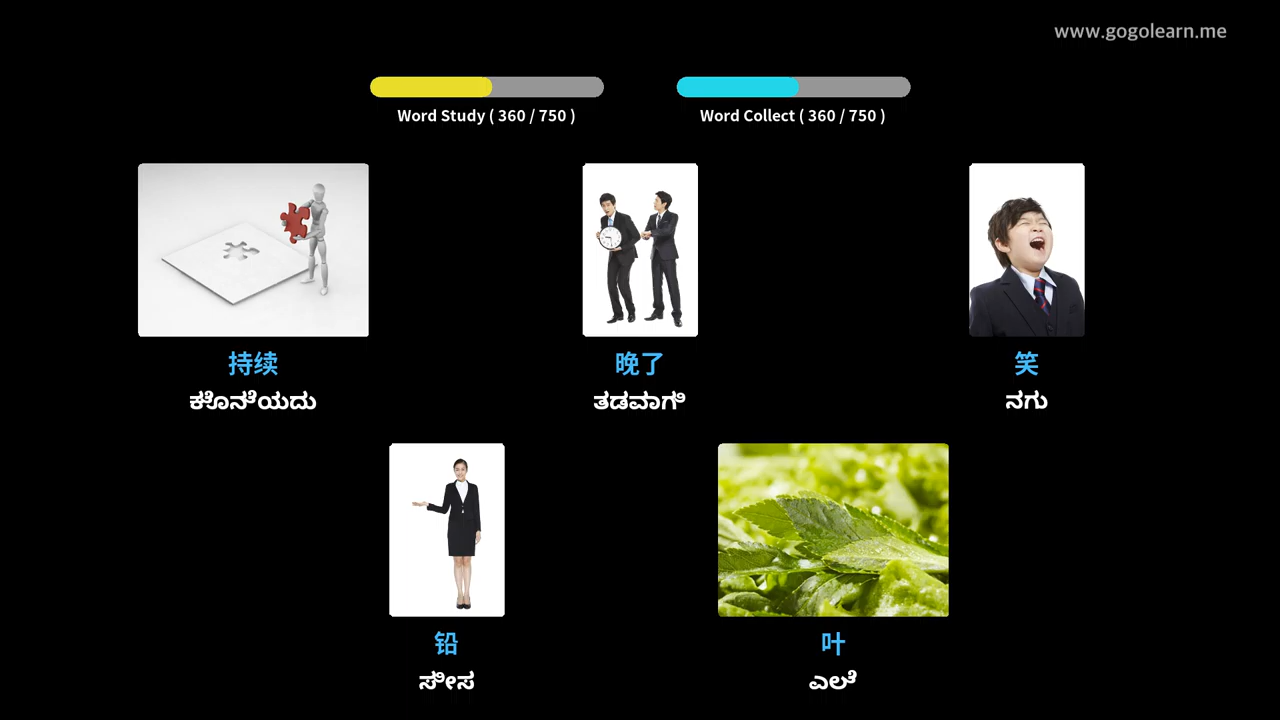 www.gogolearn.me
Word Study ( 360 / 750 )
Word Collect ( 360 / 750 )
持续
ಕೊನೆಯದು
晚了
ತಡವಾಗಿ
笑
ನಗು
铅
ಸೀಸ
叶
ಎಲೆ